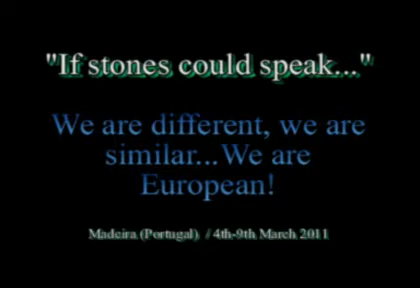 "If stones could speak..."
We are different, we are
similar...We are
European!
Madeira (Portugal) / 4th-9th March 2011